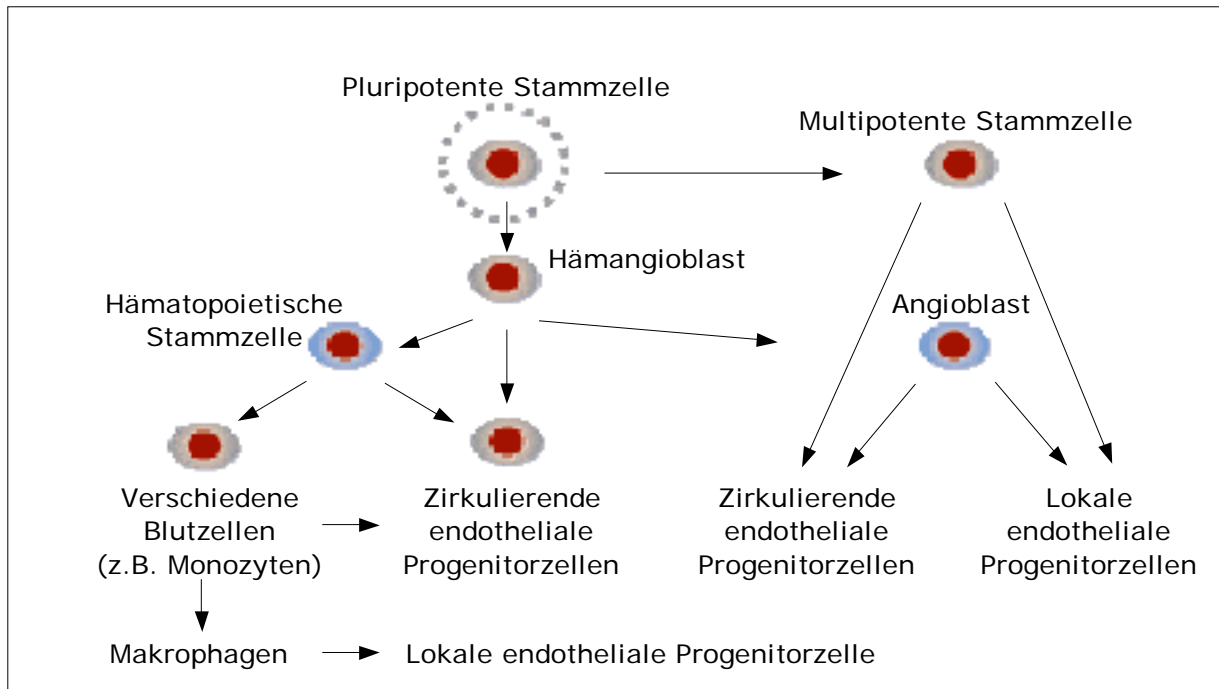 Pluripotente Stammzelle
Multipotente Stammzelle
Hämangioblast
Hämatopoietische
Stammzelle
Angioblast
Verschiedene
Blutzellen
(z.B. Monozyten)
Zirkulierende
endotheliale
Progenitorzellen
Zirkulierende
endotheliale
Progenitorzellen
Lokale
endotheliale
Progenitorzellen
Makrophagen
Lokale endotheliale Progenitorzelle